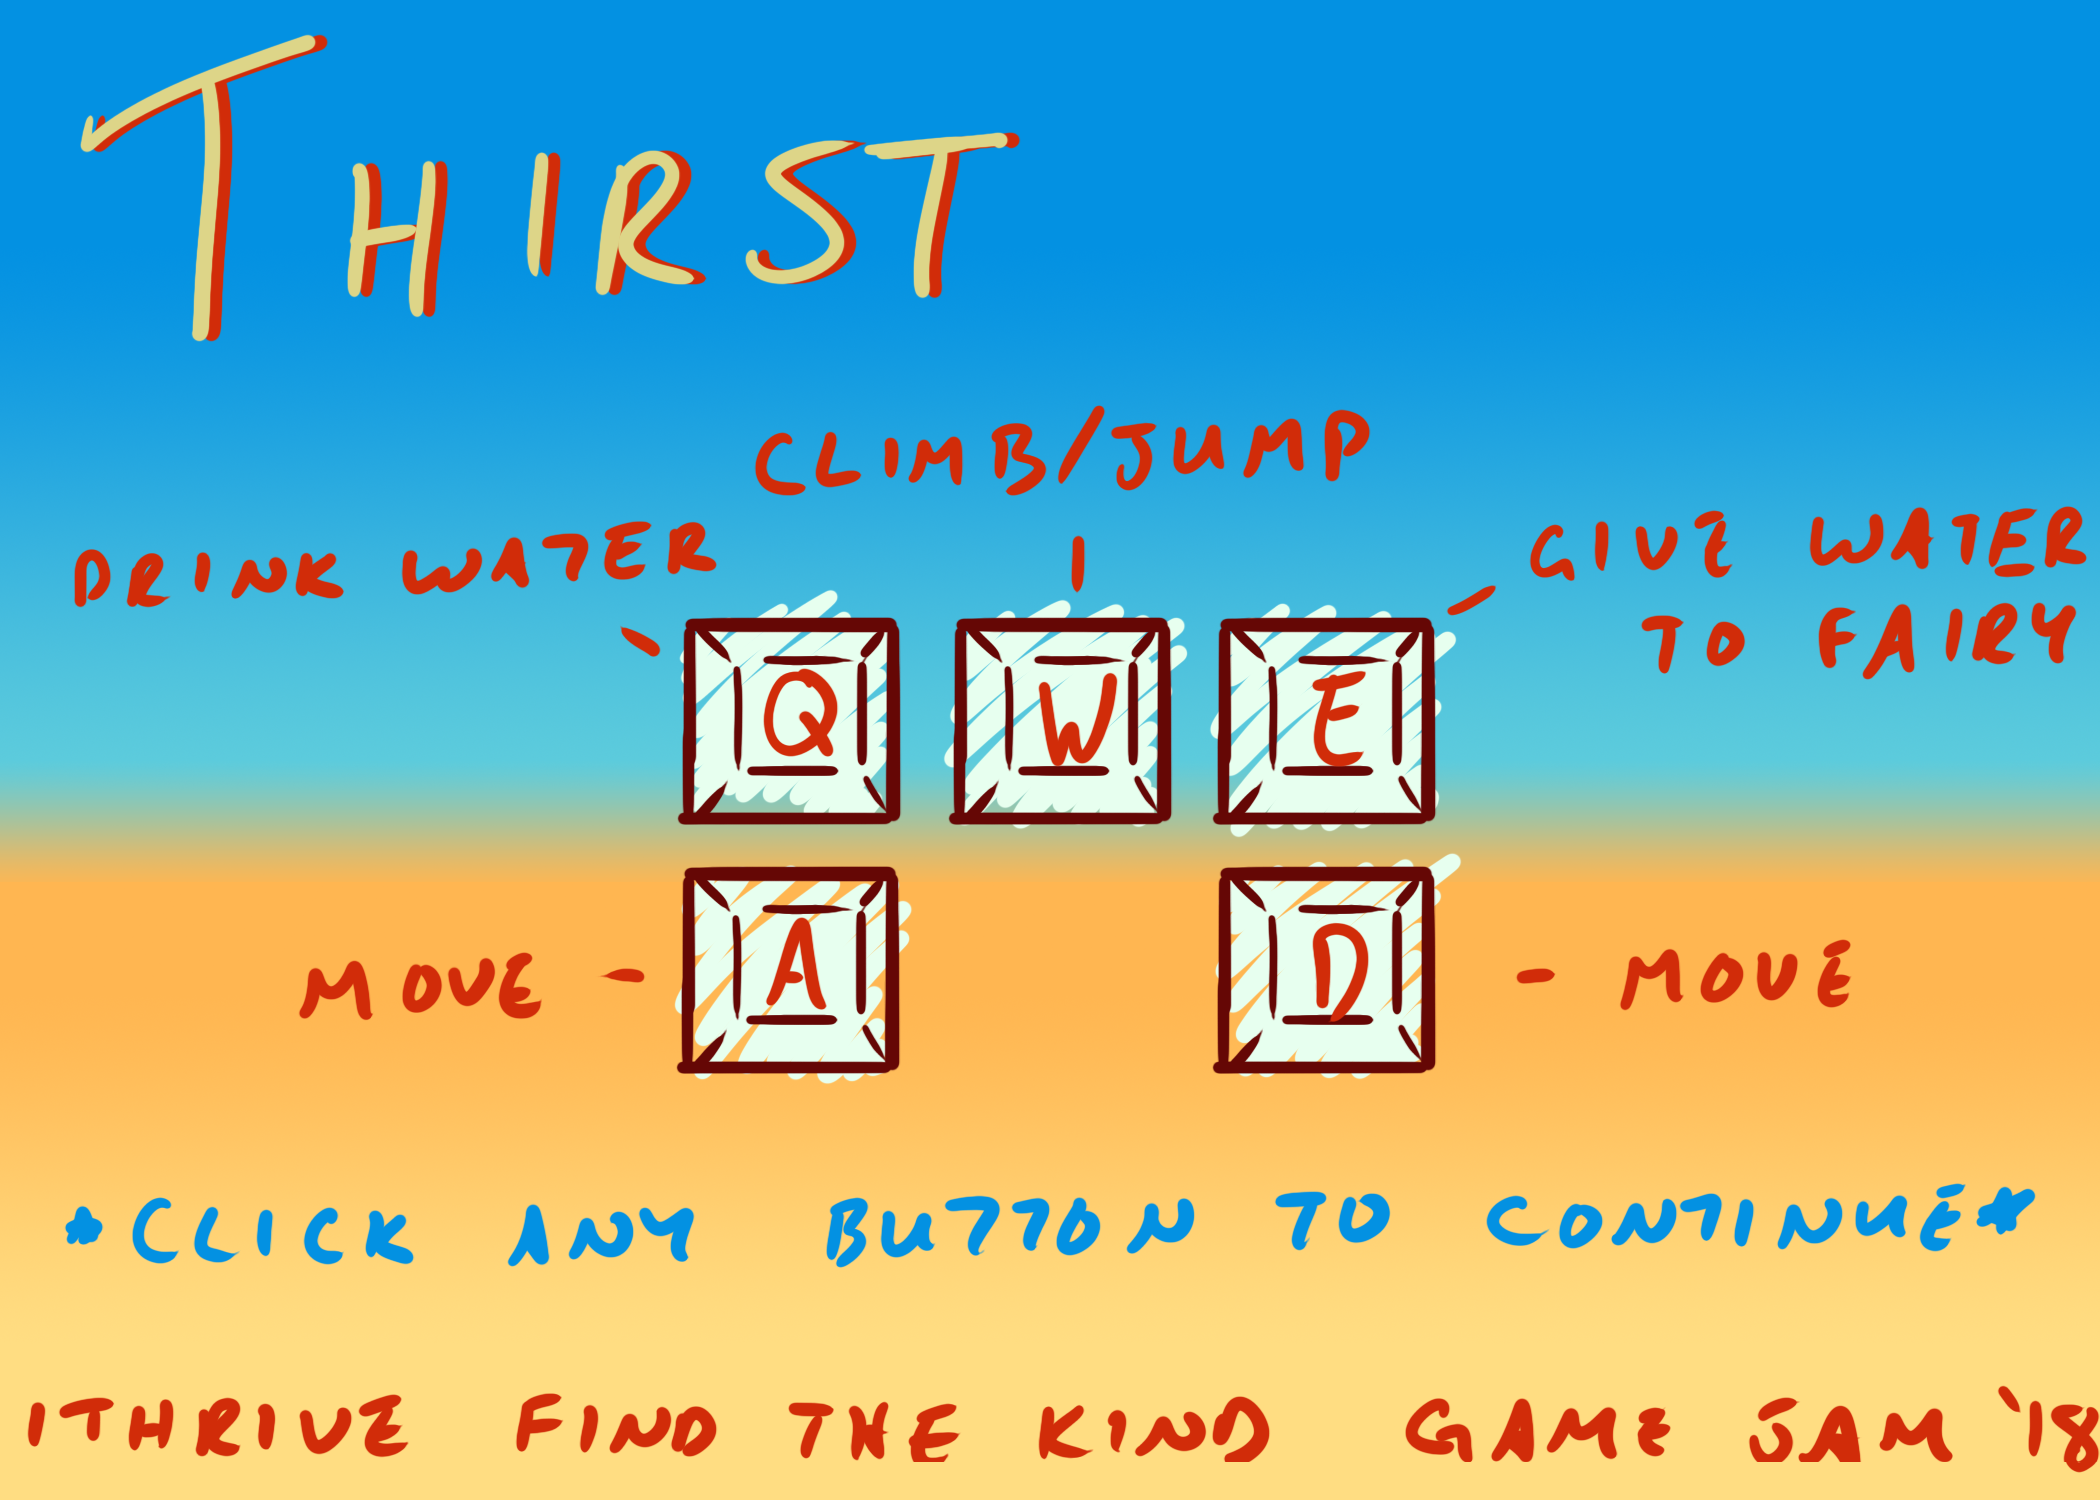 THIRST
CLIMB/JUMP
DRINK WATER
GIVE WATER
TO FAIRY
Q W E
MOVE - A D - MOVE
*CLICK ANY BUTTON TO CONTINUE*
ITHRIVE FIND THE KIND GAME JAM '18